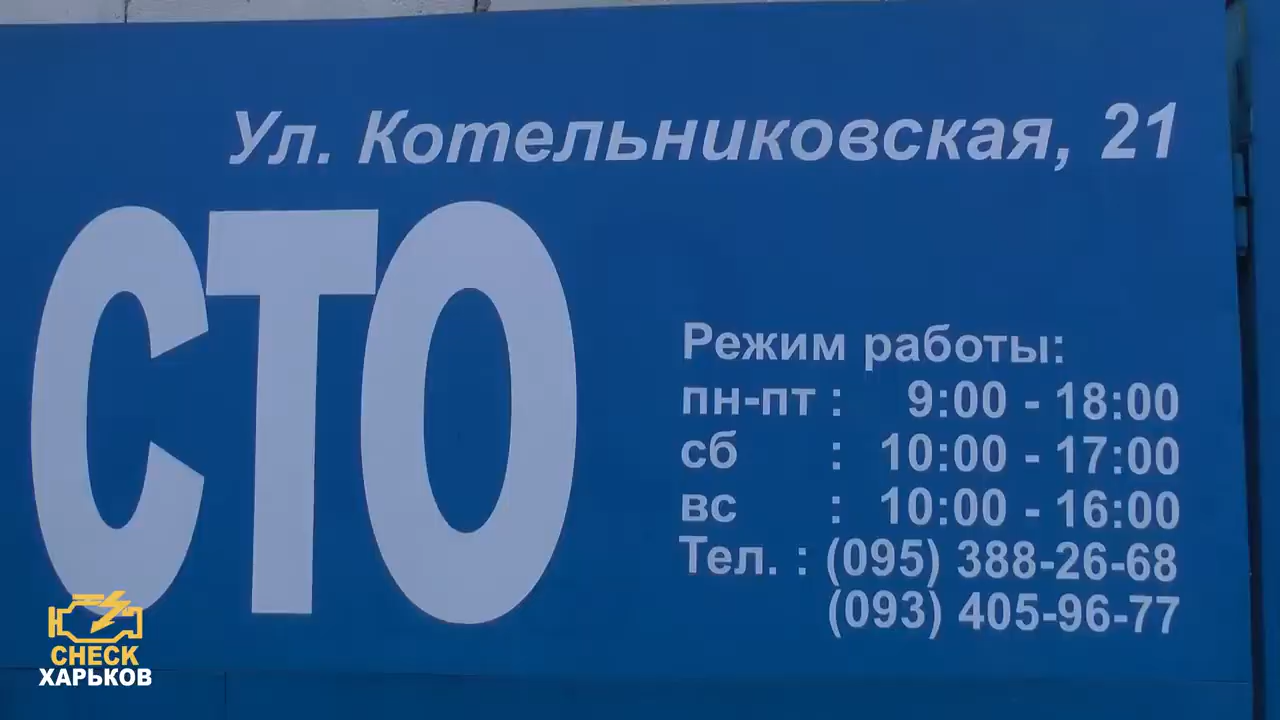 Ул. Котельниковская, 21
СТО
Режим работы:
пн-пт : 9:00 - 18:00
сб : 10:00 - 17:00
вс : 10:00 - 16:00
Тел. : (095) 388-26-68
(093) 405-96-77
CHECK
ХАРЬКОВ